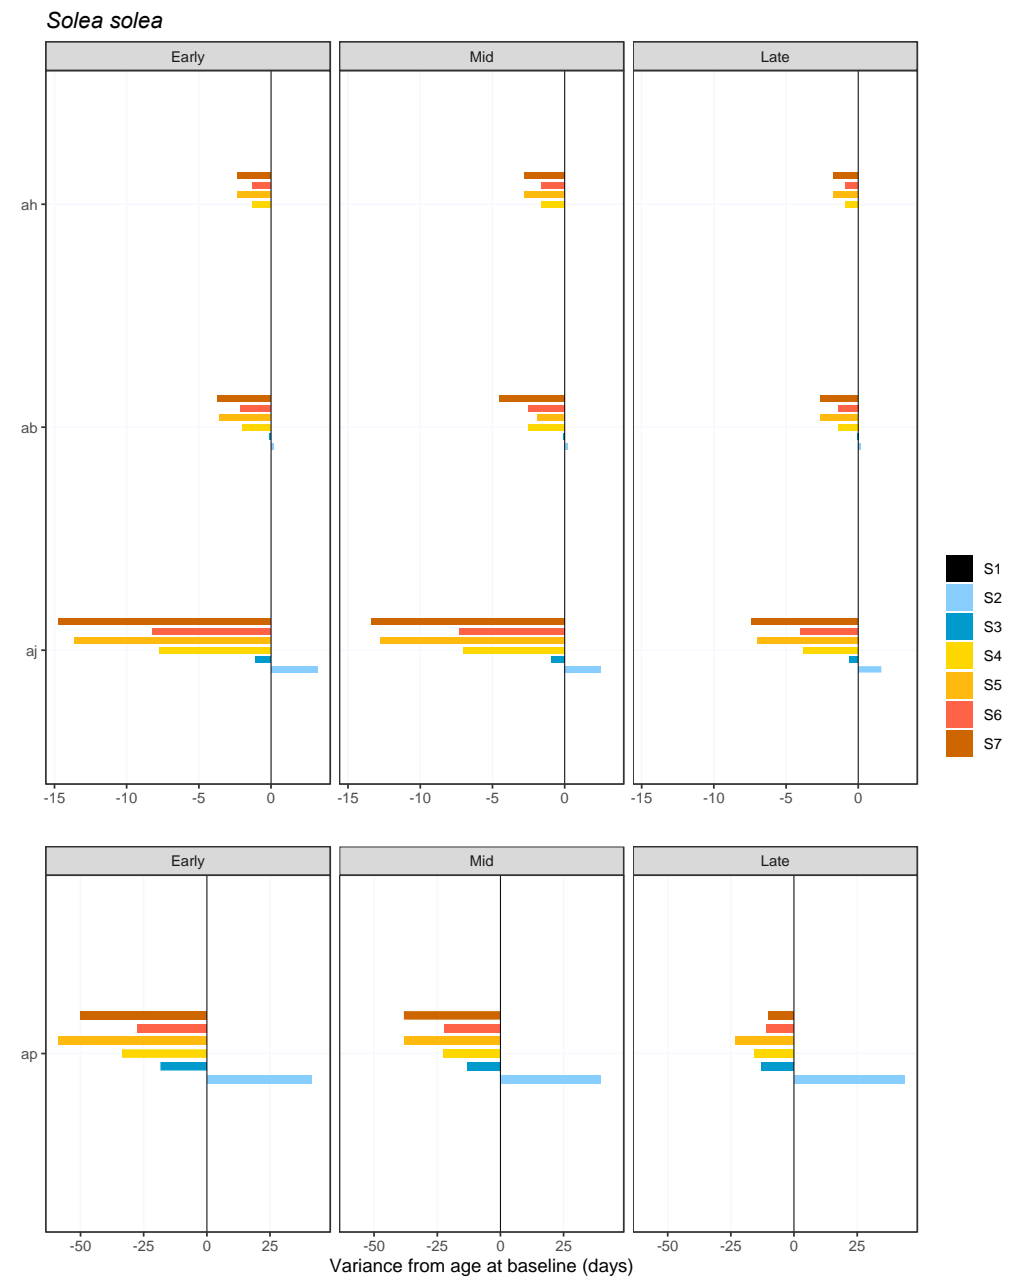 Solea solea
Early Mid Late
ah
ab
aj
-15 -10 -5 0 -15 -10 -5 0 -15 -10 -5 0
S1
S2
S3
S4
S5
S6
S7
Early Mid Late
ap
-50 -25 0 25 -50 -25 0 25 -50 -25 0 25
Variance from age at baseline (days)